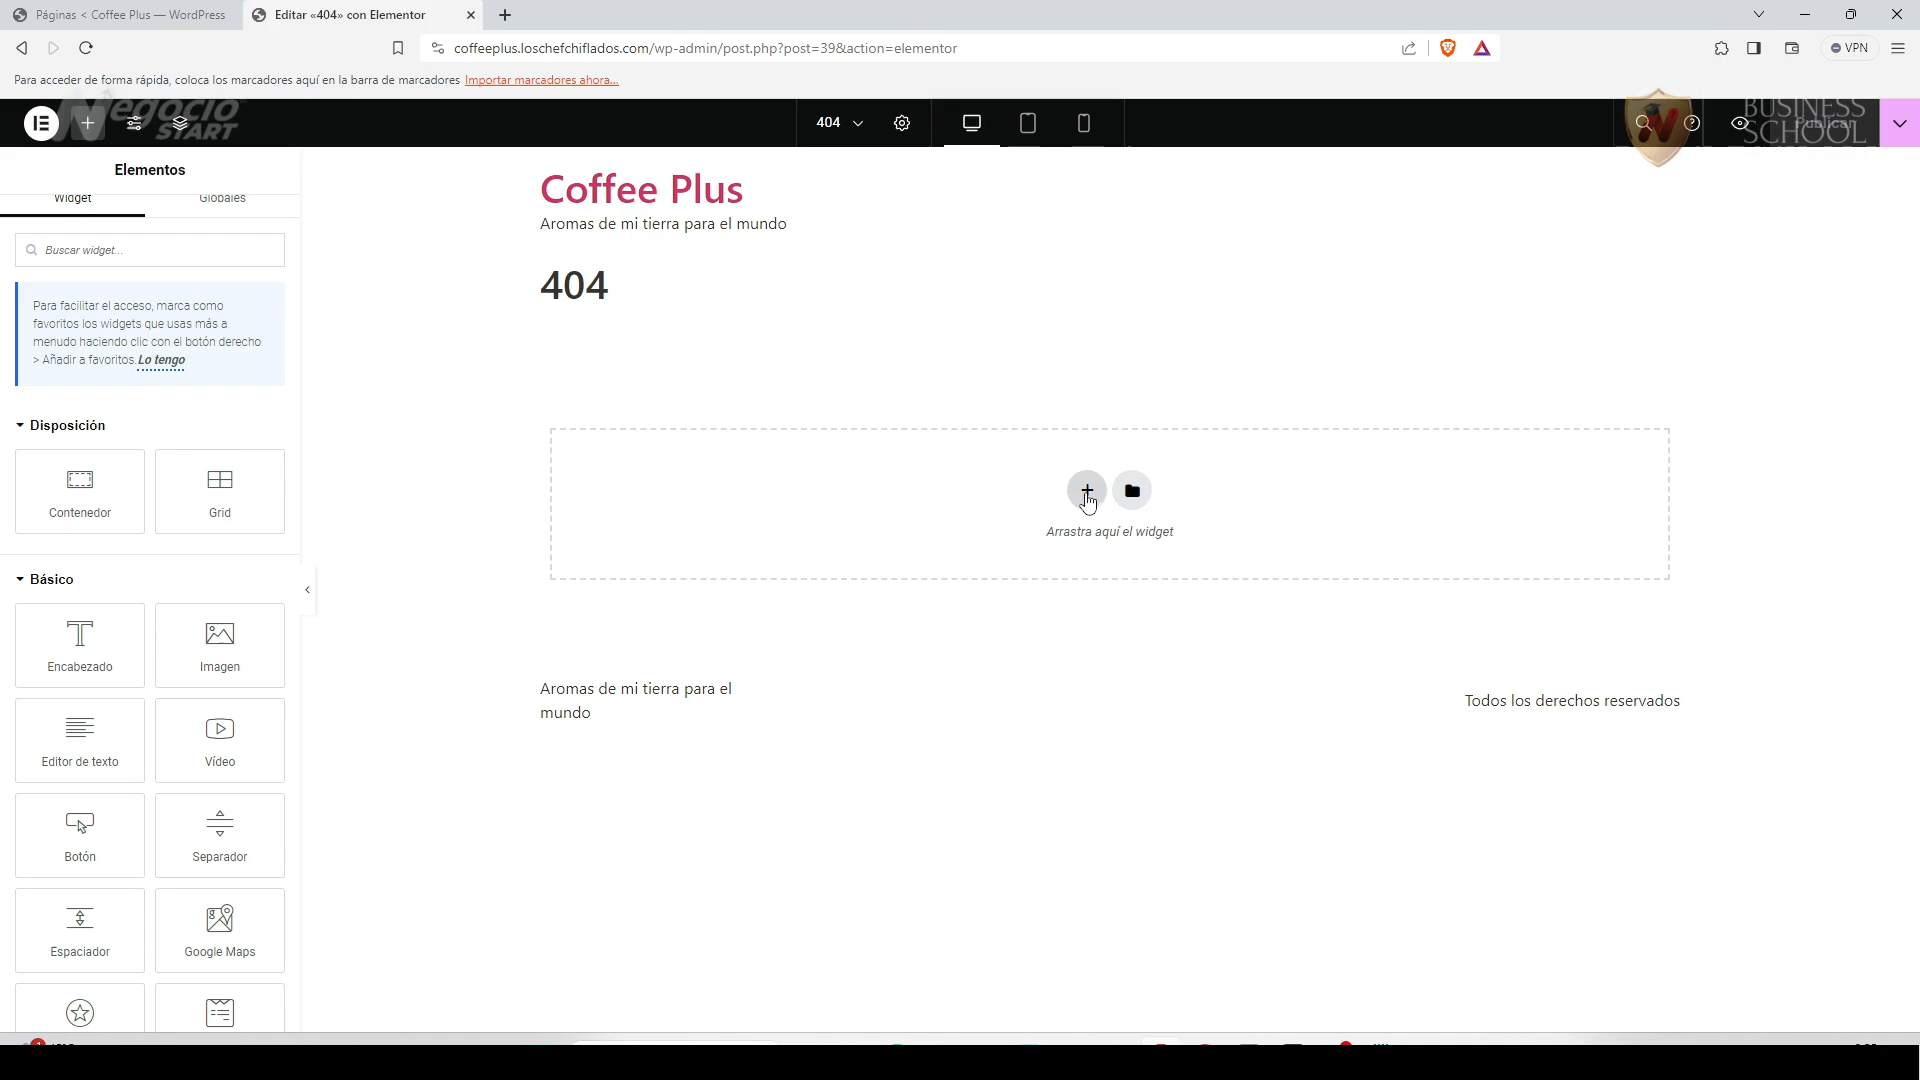 Páginas < Coffee Plus — WordPress
Editar «404» con Elementor
coffeeplus.loschefchiflados.com/wp-admin/post.php?post=39&action=elementor
VPN
Para acceder de forma rápida, coloca los marcadores aquí en la barra de marcadores Importar marcadores ahora...
Negocio
START
404
BUSINESS
SCHOOL
Publicar
Elementos
Widget
Globales
Buscar widget...
Para facilitar el acceso, marca como
favoritos los widgets que usas más a
menudo haciendo clic con el botón derecho
> Añadir a favoritos. Lo tengo
Disposición
Contenedor
Grid
Básico
Encabezado
Imagen
Editor de texto
Vídeo
Botón
Separador
Espaciador
Google Maps
Coffee Plus
Aromas de mi tierra para el mundo
404
Arrastra aquí el widget
Aromas de mi tierra para el
mundo
Todos los derechos reservados